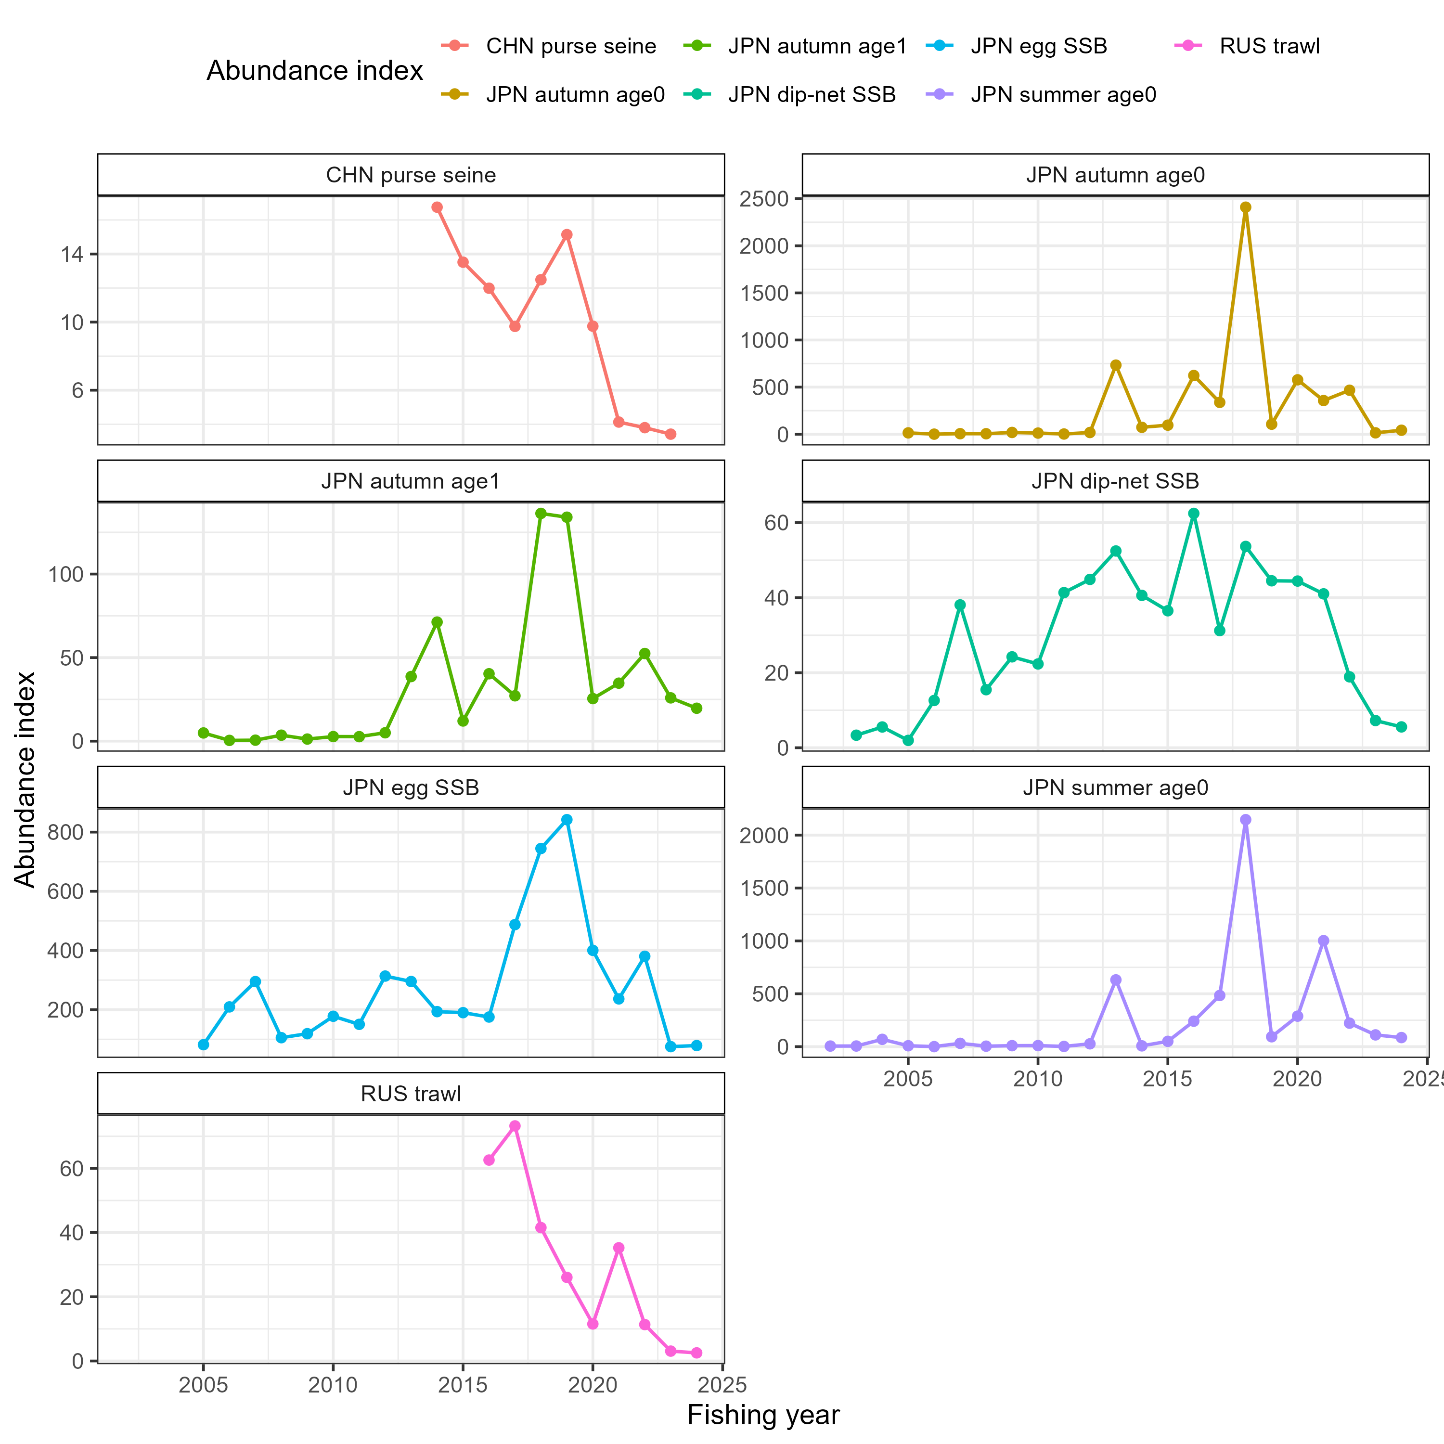 Abundance index
CHN purse seine
JPN autumn age1
JPN egg SSB
RUS trawl
JPN autumn age0
JPN dip-net SSB
JPN summer age0
CHN purse seine
14
10
6
JPN autumn age0
2500
2000
1500
1000
500
0
JPN autumn age1
100
50
0
JPN dip-net SSB
60
40
20
0
Abundance index
JPN egg SSB
800
600
400
200
JPN summer age0
2000
1500
1000
500
0
2005 2010 2015 2020 2025
RUS trawl
60
40
20
0
2005 2010 2015 2020 2025
Fishing year